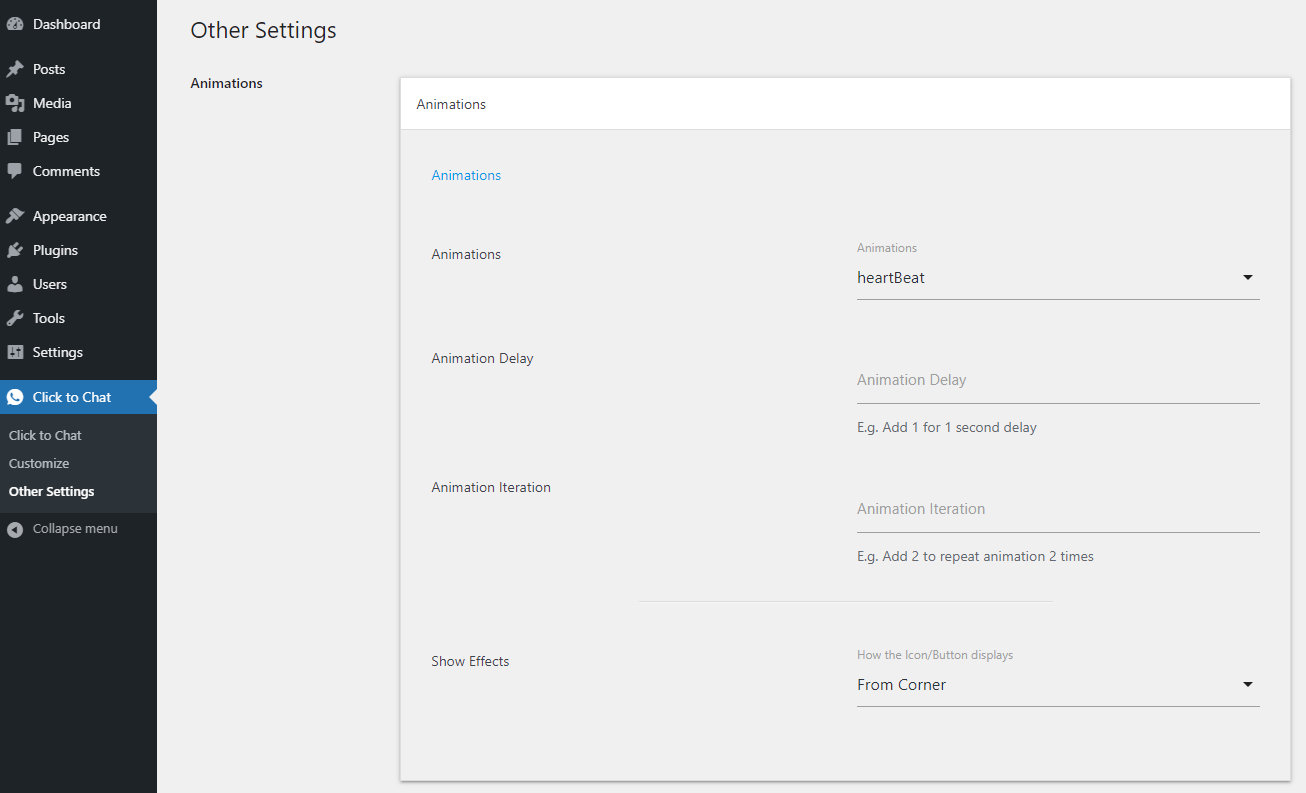 Dashboard
Posts
Media
Pages
Comments
Appearance
Plugins
Users
Tools
Settings
Click to Chat
Click to Chat
Customize
Other Settings
Collapse menu
Other Settings
Animations
Animations
Animations
Animations
Animations
heartBeat
Animation Delay
Animation Delay
E.g. Add 1 for 1 second delay
Animation Iteration
Animation Iteration
E.g. Add 2 to repeat animation 2 times
Show Effects
How the Icon/Button displays
From Corner